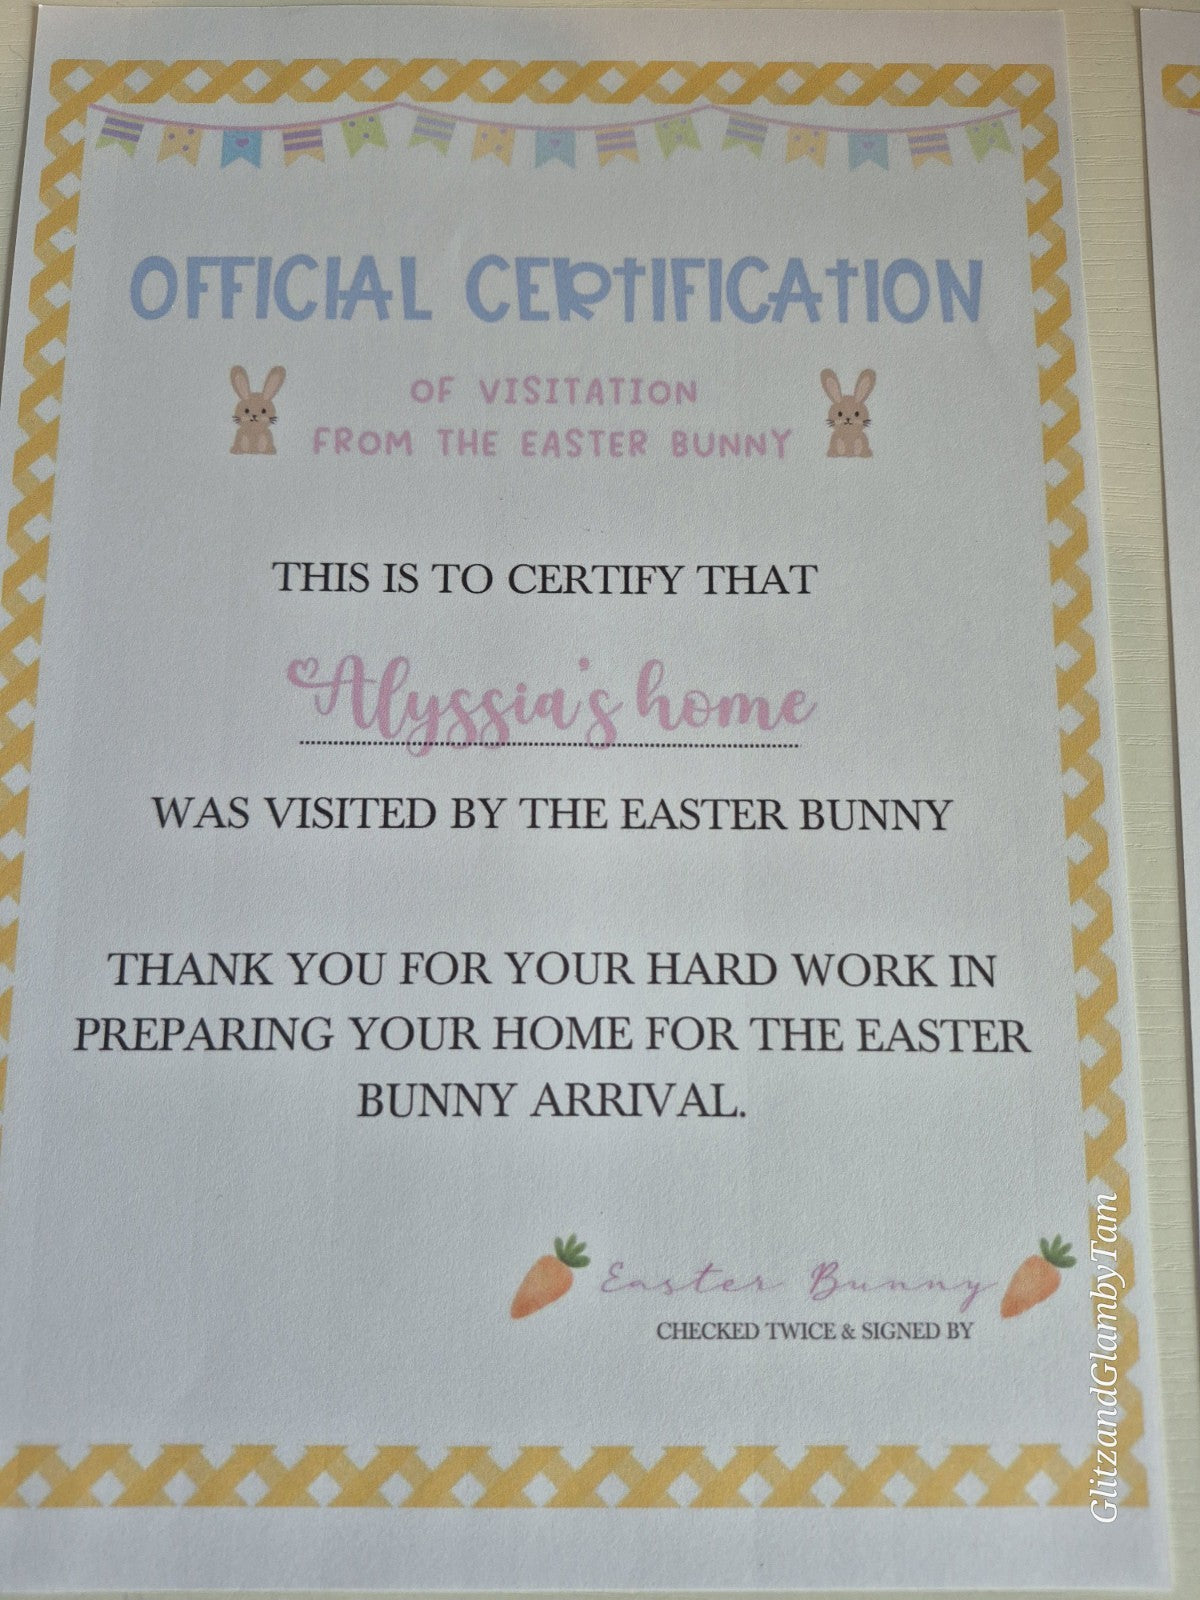 OFFICIAL CERTIFICATION
OF VISITATION
FROM THE EASTER BUNNY
THIS IS TO CERTIFY THAT
Alyssia's home
WAS VISITED BY THE EASTER BUNNY
THANK YOU FOR YOUR HARD WORK IN
PREPARING YOUR HOME FOR THE EASTER
BUNNY ARRIVAL.
Easter Bunny
CHECKED TWICE & SIGNED BY
GlitzandGlambyTam